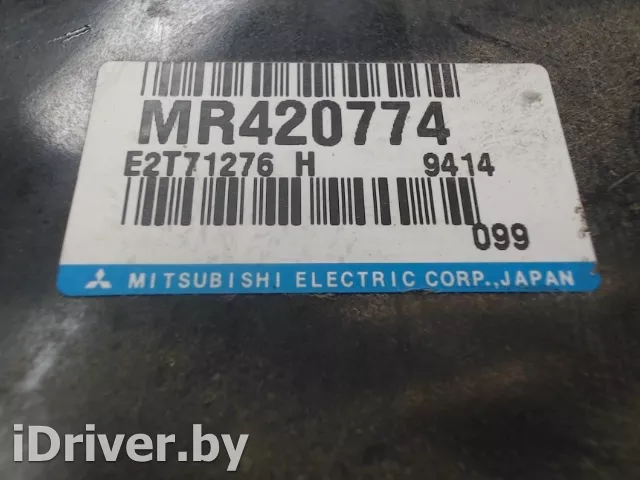 MR420774
E2T71276 H 9414
099
MITSUBISHI ELECTRIC CORP.,JAPAN
iDriver.by